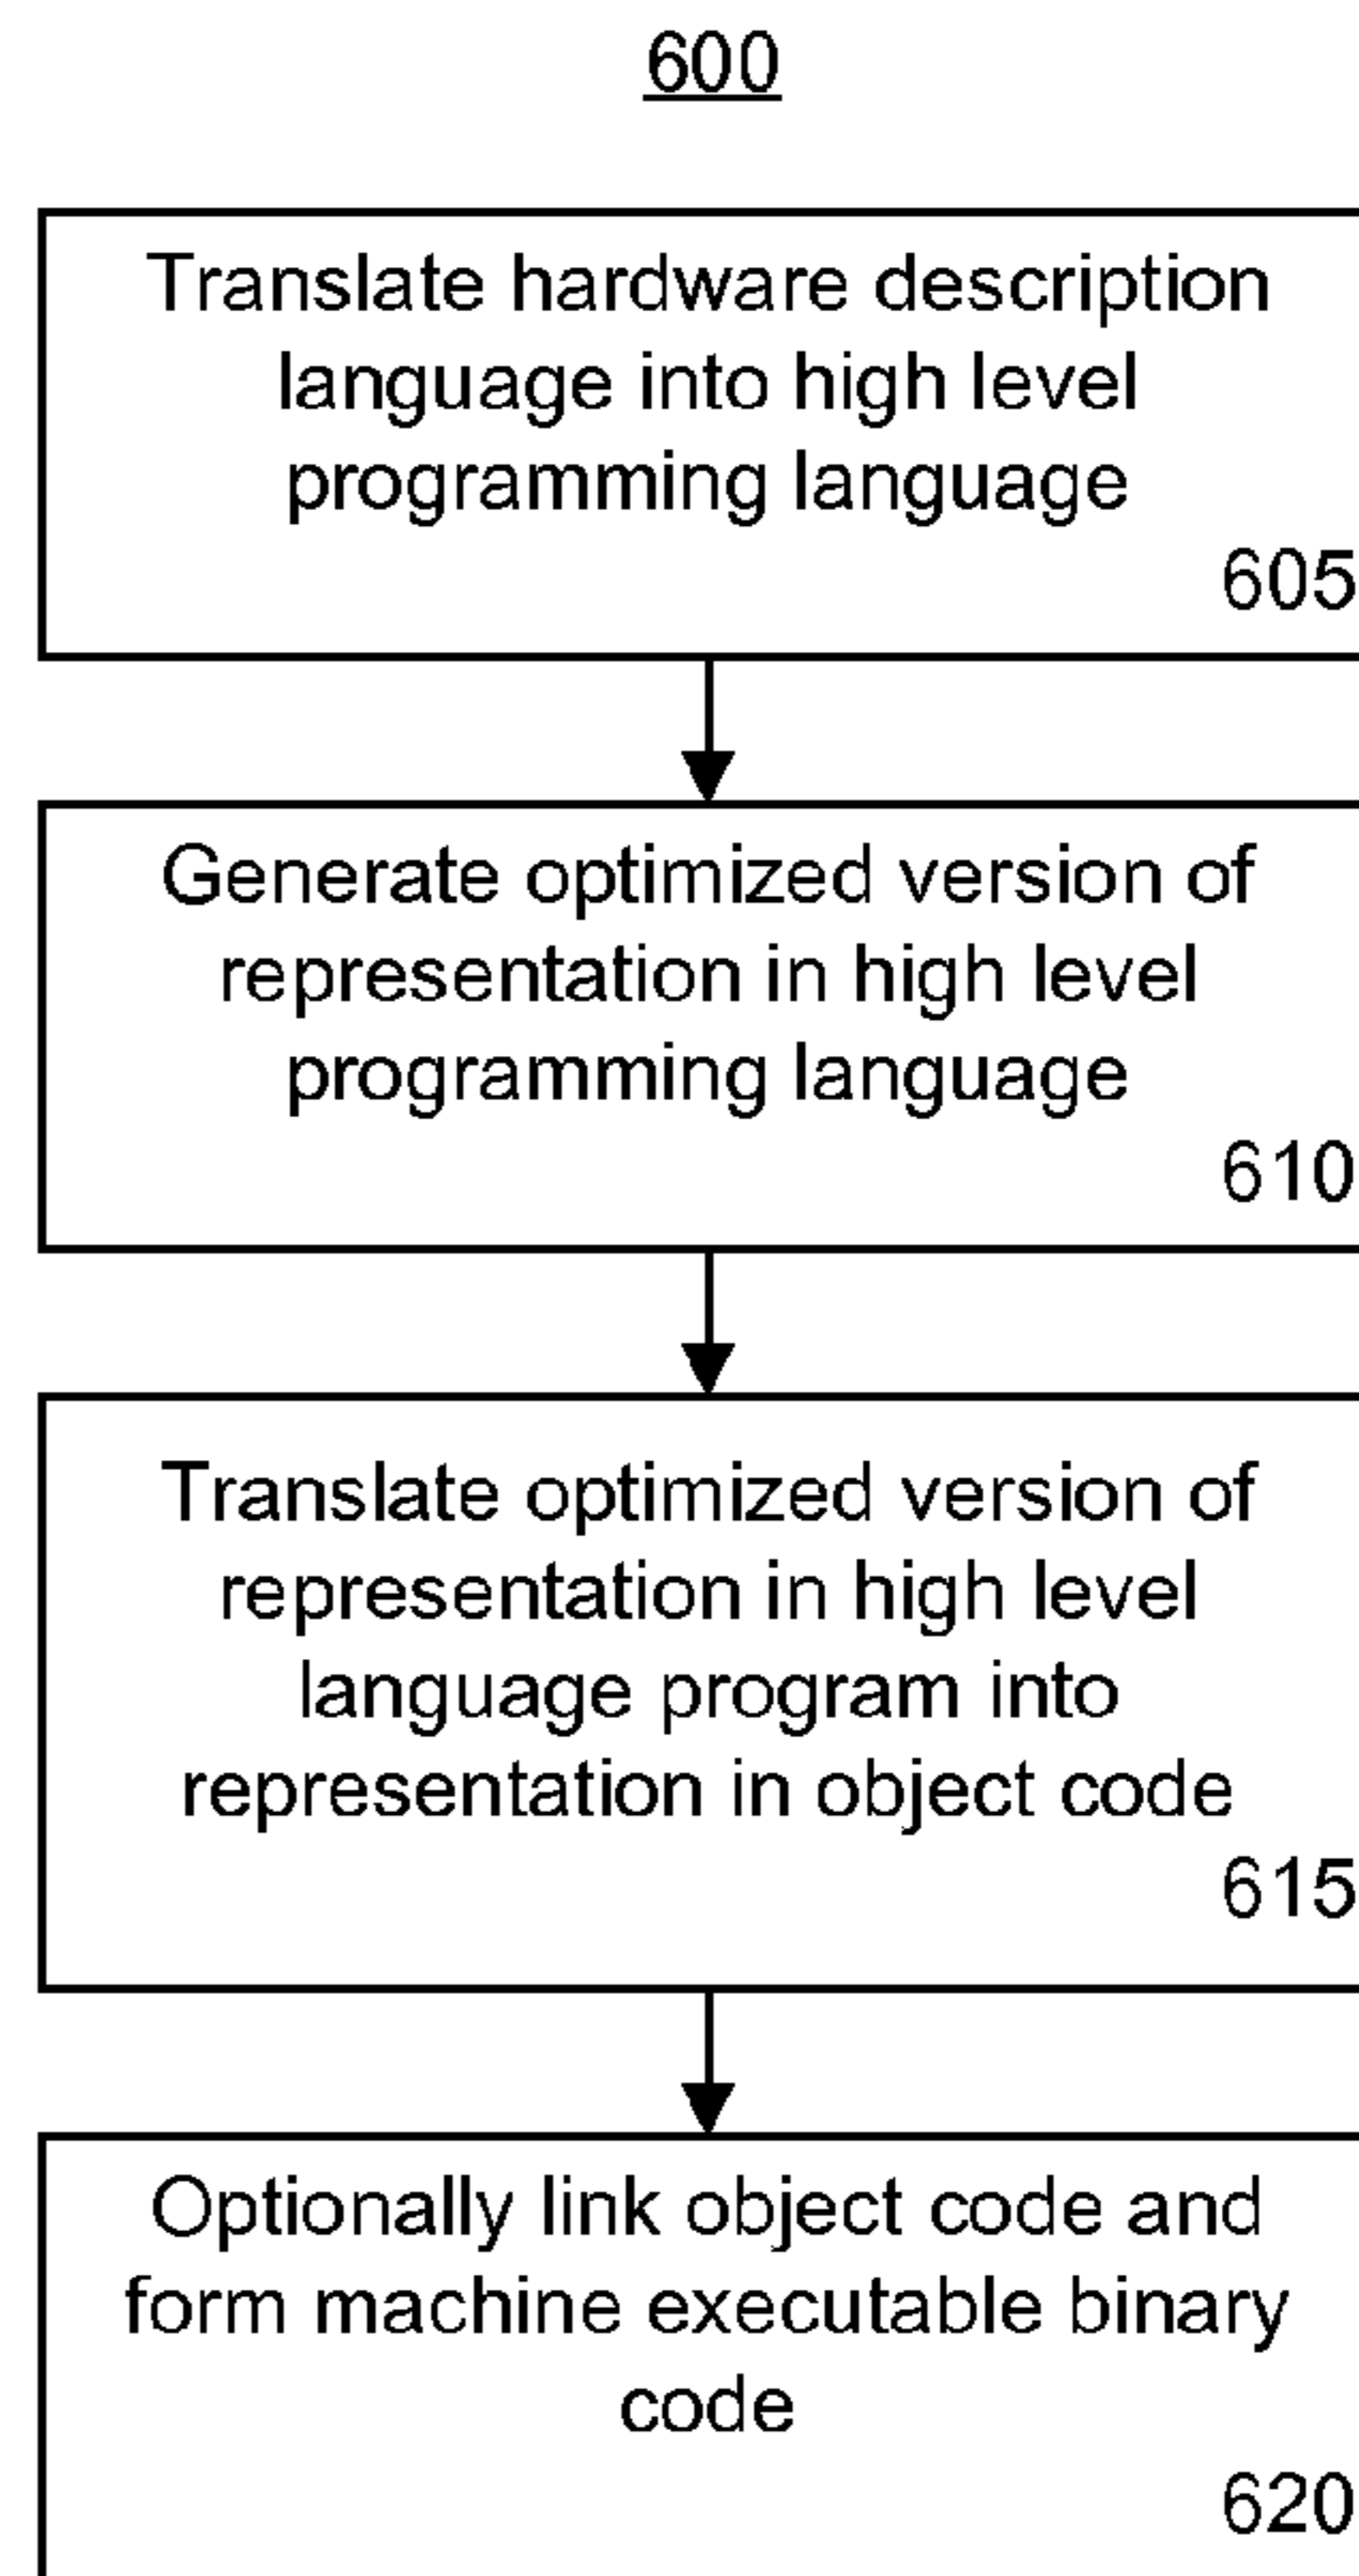 600
Translate hardware description
language into high level
programming language
605
Generate optimized version of
representation in high level
programming language
610
Translate optimized version of
representation in high level
language program into
representation in object code
615
Optionally link object code and
form machine executable binary
code
620